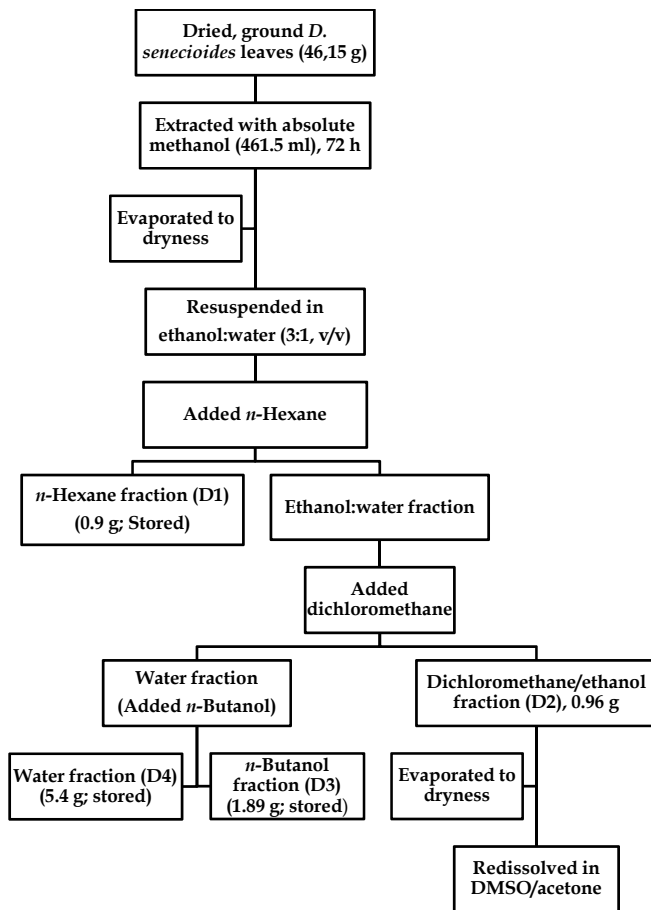 Dried, ground D.
senecioides leaves (46,15 g)
Extracted with absolute
methanol (461.5 ml), 72 h
Evaporated to
dryness
Resuspended in
ethanol:water (3:1, v/v)
Added n-Hexane
n-Hexane fraction (D1)
(0.9 g; Stored)
Ethanol:water fraction
Added
dichloromethane
Water fraction
(Added n-Butanol)
Dichloromethane/ethanol
fraction (D2), 0.96 g
Water fraction (D4)
(5.4 g; stored)
n-Butanol
fraction (D3)
(1.89 g; stored)
Evaporated to
dryness
Redissolved in
DMSO/acetone